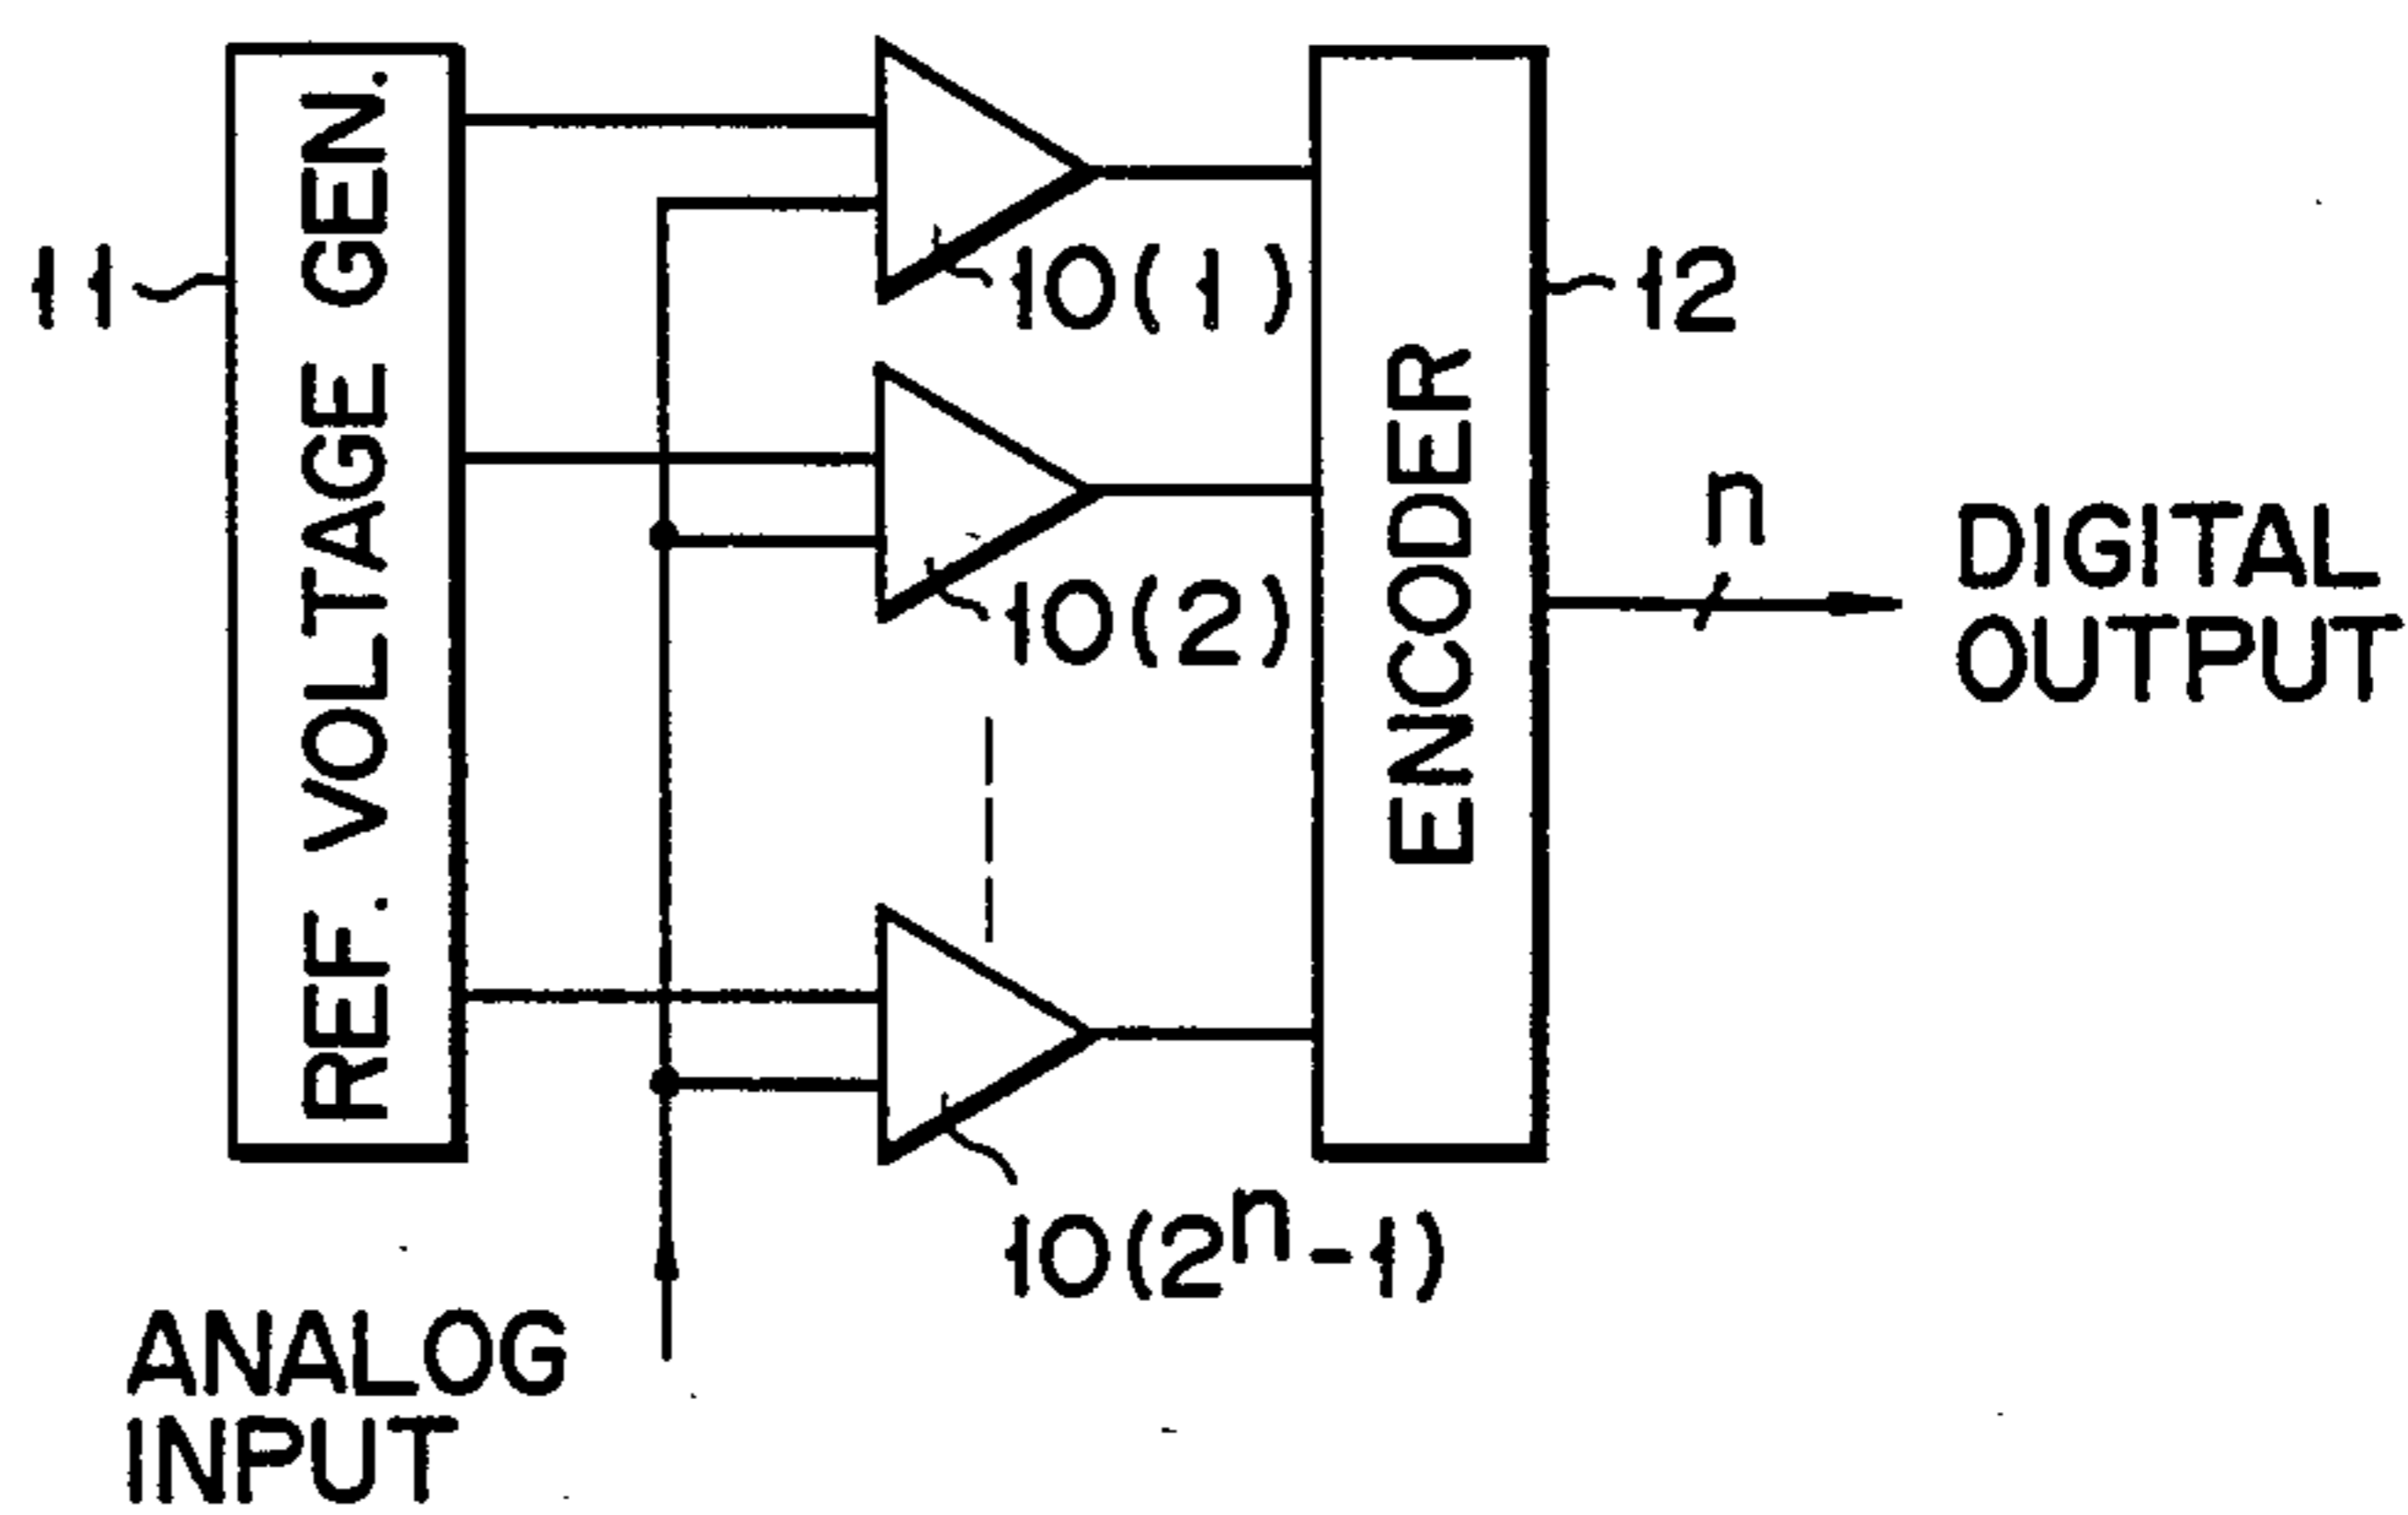 REF. VOLTAGE GEN.
11
10(1)
10(2)
10(2ⁿ-1)
ENCODER
12
n
DIGITAL
OUTPUT
ANALOG
INPUT